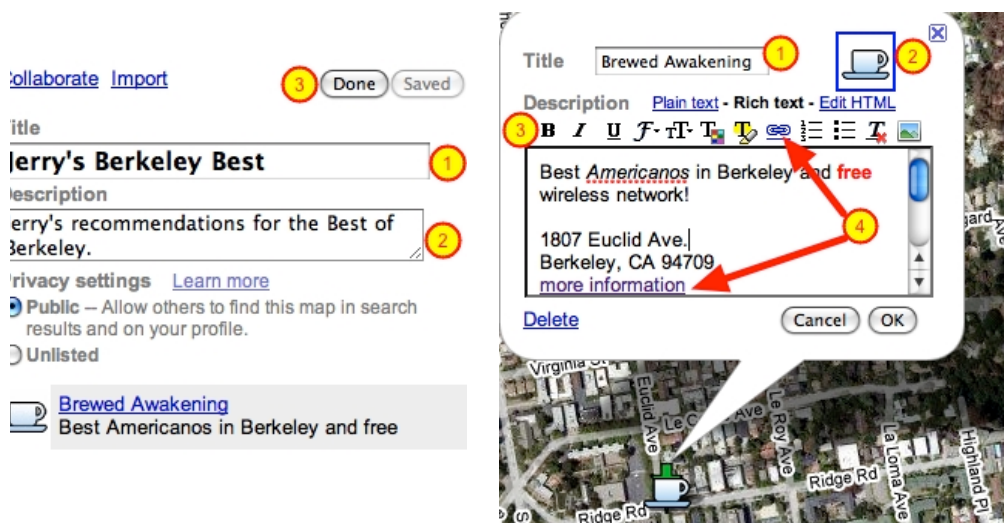 Collaborate Import
3
Done
Saved
Title
Jerry's Berkeley Best
1
Description
Jerry's recommendations for the Best of
Berkeley.
2
Privacy settings Learn more
Public – Allow others to find this map in search
results and on your profile.
Unlisted
Brewed Awakening
Best Americanos in Berkeley and free
Title
Brewed Awakening
1
2
Description Plain text - Rich text - Edit HTML
3
B I U
Best Americanos in Berkeley and free
wireless network!
4
1807 Euclid Ave.
Berkeley, CA 94709
more information
Delete
Cancel
OK
Virginia
Euclid Ave
Le
Ave
Le Roy Ave
La Loma Ave
Highland Pl
Ridge Rd
Ridge Rd